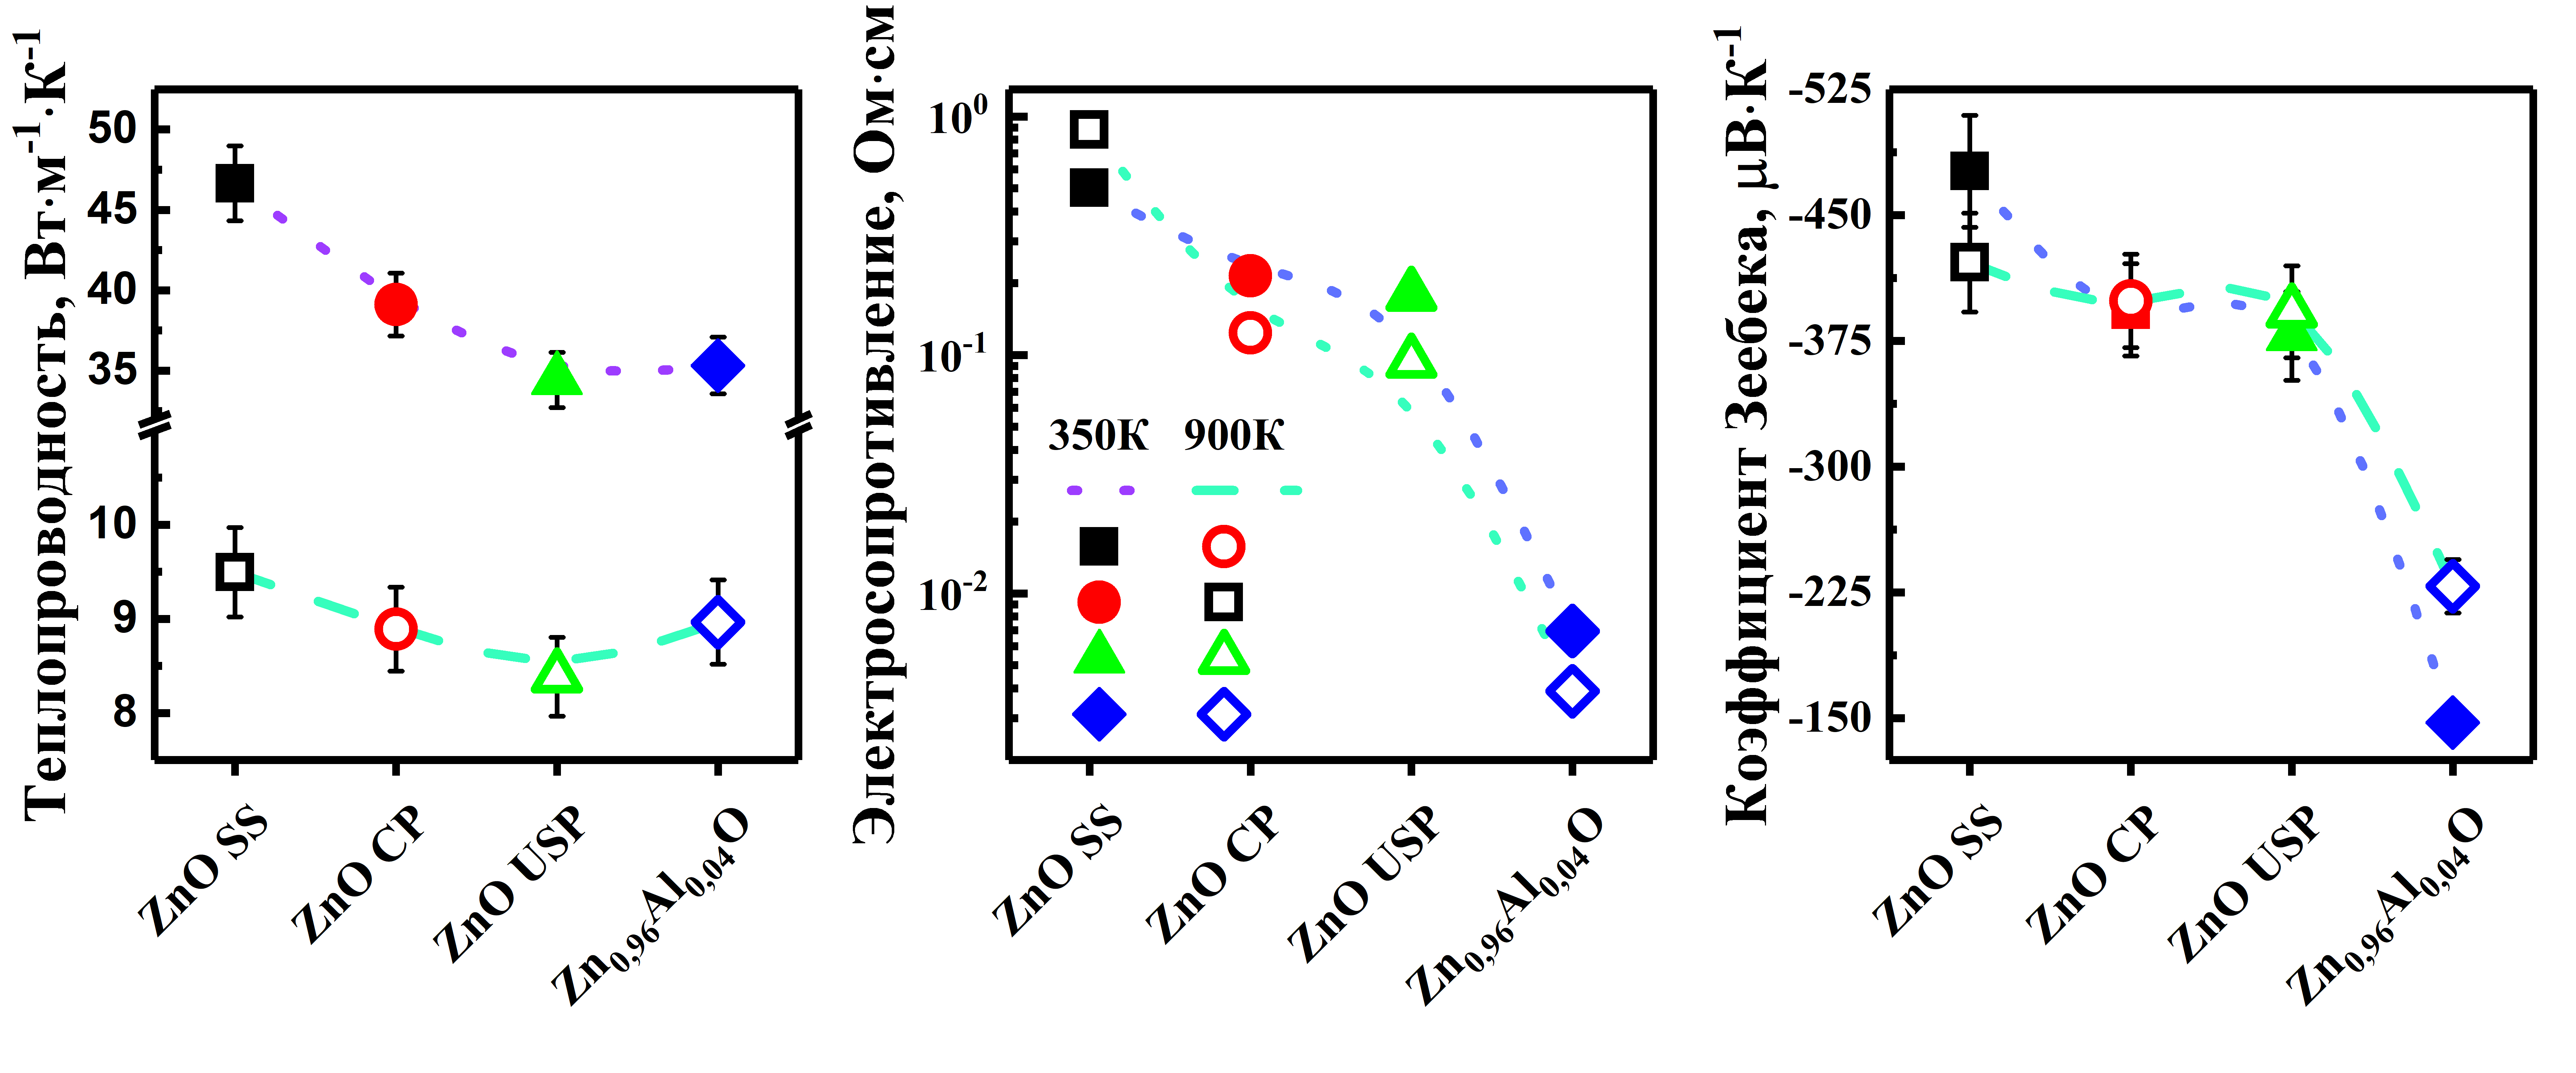 Теплопроводность, Вт·м⁻¹·К⁻¹
50
45
40
35
10
9
8
ZnO SS
ZnO CP
ZnO USP
Zn₀,₉₆Al₀,₀₄O
Электросопротивление, Ом·см
10⁰
10⁻¹
10⁻²
350К 900К
ZnO SS
ZnO CP
ZnO USP
Zn₀,₉₆Al₀,₀₄O
Коэффициент Зеебека, μВ·К⁻¹
-525
-450
-375
-300
-225
-150
ZnO SS
ZnO CP
ZnO USP
Zn₀,₉₆Al₀,₀₄O